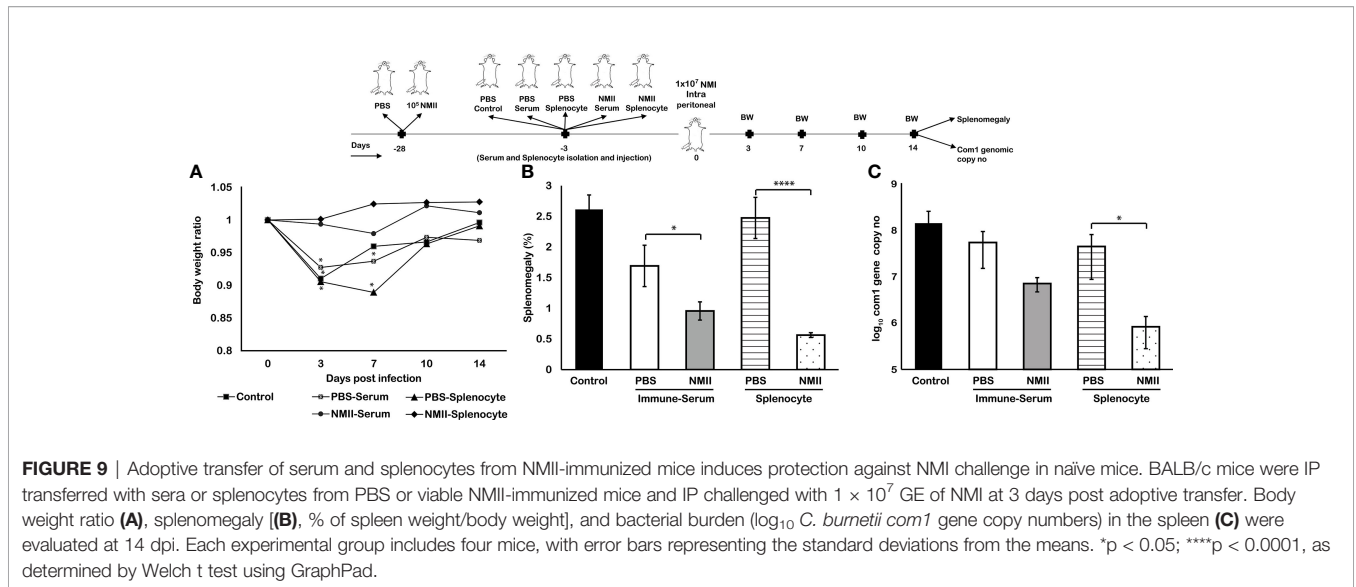 PBS
10⁵ NMII
PBS Control
PBS Serum
PBS Splenocyte
NMII Serum
NMII Splenocyte
1x10⁷ NMI
Intra
peritoneal
BW
BW
BW
BW
Splenomegaly
Com1 genomic
copy no
Days
-28
-3
(Serum and Splenocyte isolation and injection)
0
3
7
10
14
A
Body weight ratio
1.05
1
0.95
0.9
0.85
0.8
*
*
*
*
*
0
3
7
10
14
Days post infection
Control
PBS-Serum
PBS-Splenocyte
NMII-Serum
NMII-Splenocyte
B
Splenomegaly (%)
3
2.5
2
1.5
1
0.5
0
*
****
Control
PBS
NMII
PBS
NMII
Immune-Serum
Splenocyte
C
log₁₀ com1 gene copy no
9
8
7
6
5
*
Control
PBS
NMII
PBS
NMII
Immune-Serum
Splenocyte
FIGURE 9 | Adoptive transfer of serum and splenocytes from NMII-immunized mice induces protection against NMI challenge in naïve mice. BALB/c mice were IP
transferred with sera or splenocytes from PBS or viable NMII-immunized mice and IP challenged with 1 × 10⁷ GE of NMI at 3 days post adoptive transfer. Body
weight ratio (A), splenomegaly [(B), % of spleen weight/body weight], and bacterial burden (log₁₀ C. burnetii com1 gene copy numbers) in the spleen (C) were
evaluated at 14 dpi. Each experimental group includes four mice, with error bars representing the standard deviations from the means. *p < 0.05; ****p < 0.0001, as
determined by Welch t test using GraphPad.